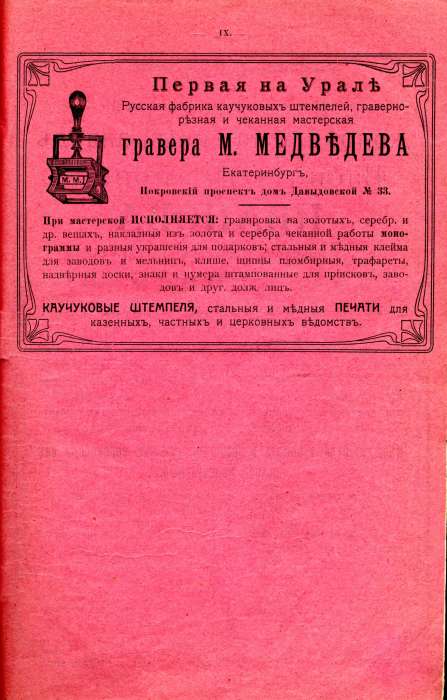 IX.
Первая на Уралѣ
Русская фабрика каучуковыхъ штемпелей, граверно-
рѣзная и чеканная мастерская
гравера М. МЕДВѢДЕВА
Екатеринбургъ,
Покровскій проспектъ домъ Давыдовской № 33.
М. М.
При мастерской ИСПОЛНЯЕТСЯ: гравировка на золотыхъ, серебр. и
др. вещахъ, накладныя изъ золота и серебра чеканной работы моно-
граммы и разныя украшенія для подарковъ; стальныя и мѣдныя клейма
для заводовъ и мельницъ, клише, щипцы пломбирныя, трафареты,
надвѣрныя доски, знаки и нумера штампованные для пріисковъ, заво-
довъ и друг. долж. лицъ.
КАУЧУКОВЫЕ ШТЕМПЕЛЯ, стальныя и мѣдныя ПЕЧАТИ для
казенныхъ, частныхъ и церковныхъ вѣдомствъ.